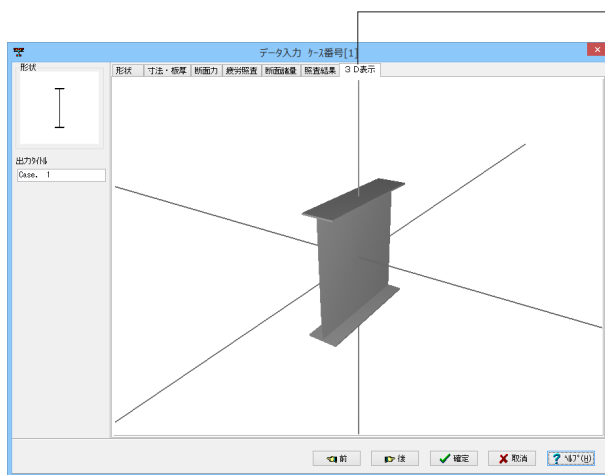 データ入力 ケース番号[1]
形状
形状 寸法・板厚 断面力 疲労照査 断面諸量 照査結果 3D表示
出力タイトル
Case. 1
前 後 確定 取消 ? ヘルプ(H)